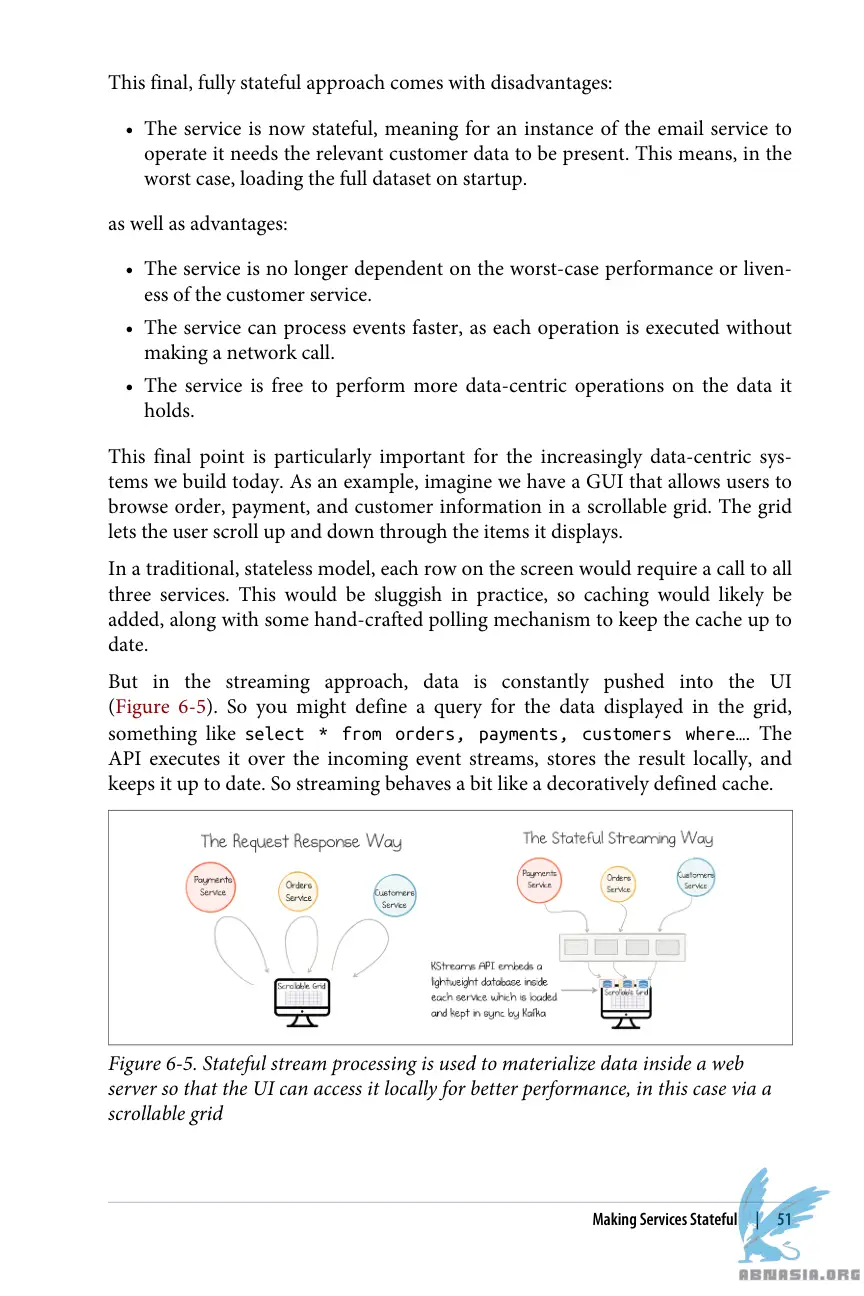 This final, fully stateful approach comes with disadvantages:
• The service is now stateful, meaning for an instance of the email service to
operate it needs the relevant customer data to be present. This means, in the
worst case, loading the full dataset on startup.
as well as advantages:
• The service is no longer dependent on the worst-case performance or liven-
ess of the customer service.
• The service can process events faster, as each operation is executed without
making a network call.
• The service is free to perform more data-centric operations on the data it
holds.
This final point is particularly important for the increasingly data-centric sys-
tems we build today. As an example, imagine we have a GUI that allows users to
browse order, payment, and customer information in a scrollable grid. The grid
lets the user scroll up and down through the items it displays.
In a traditional, stateless model, each row on the screen would require a call to all
three services. This would be sluggish in practice, so caching would likely be
added, along with some hand-crafted polling mechanism to keep the cache up to
date.
But in the streaming approach, data is constantly pushed into the UI
(Figure 6-5). So you might define a query for the data displayed in the grid,
something like select * from orders, payments, customers where…. The
API executes it over the incoming event streams, stores the result locally, and
keeps it up to date. So streaming behaves a bit like a decoratively defined cache.
The Request Response Way
Payments
Service
Orders
Service
Customers
Service
Scrollable Grid
The Stateful Streaming Way
Payments
Service
Orders
Service
Customers
Service
KStreams API embeds a
lightweight database inside
each service which is loaded
and kept in sync by Kafka
Scrollable Grid
Figure 6-5. Stateful stream processing is used to materialize data inside a web
server so that the UI can access it locally for better performance, in this case via a
scrollable grid
Making Services Stateful | 51
ABNASIA.ORG